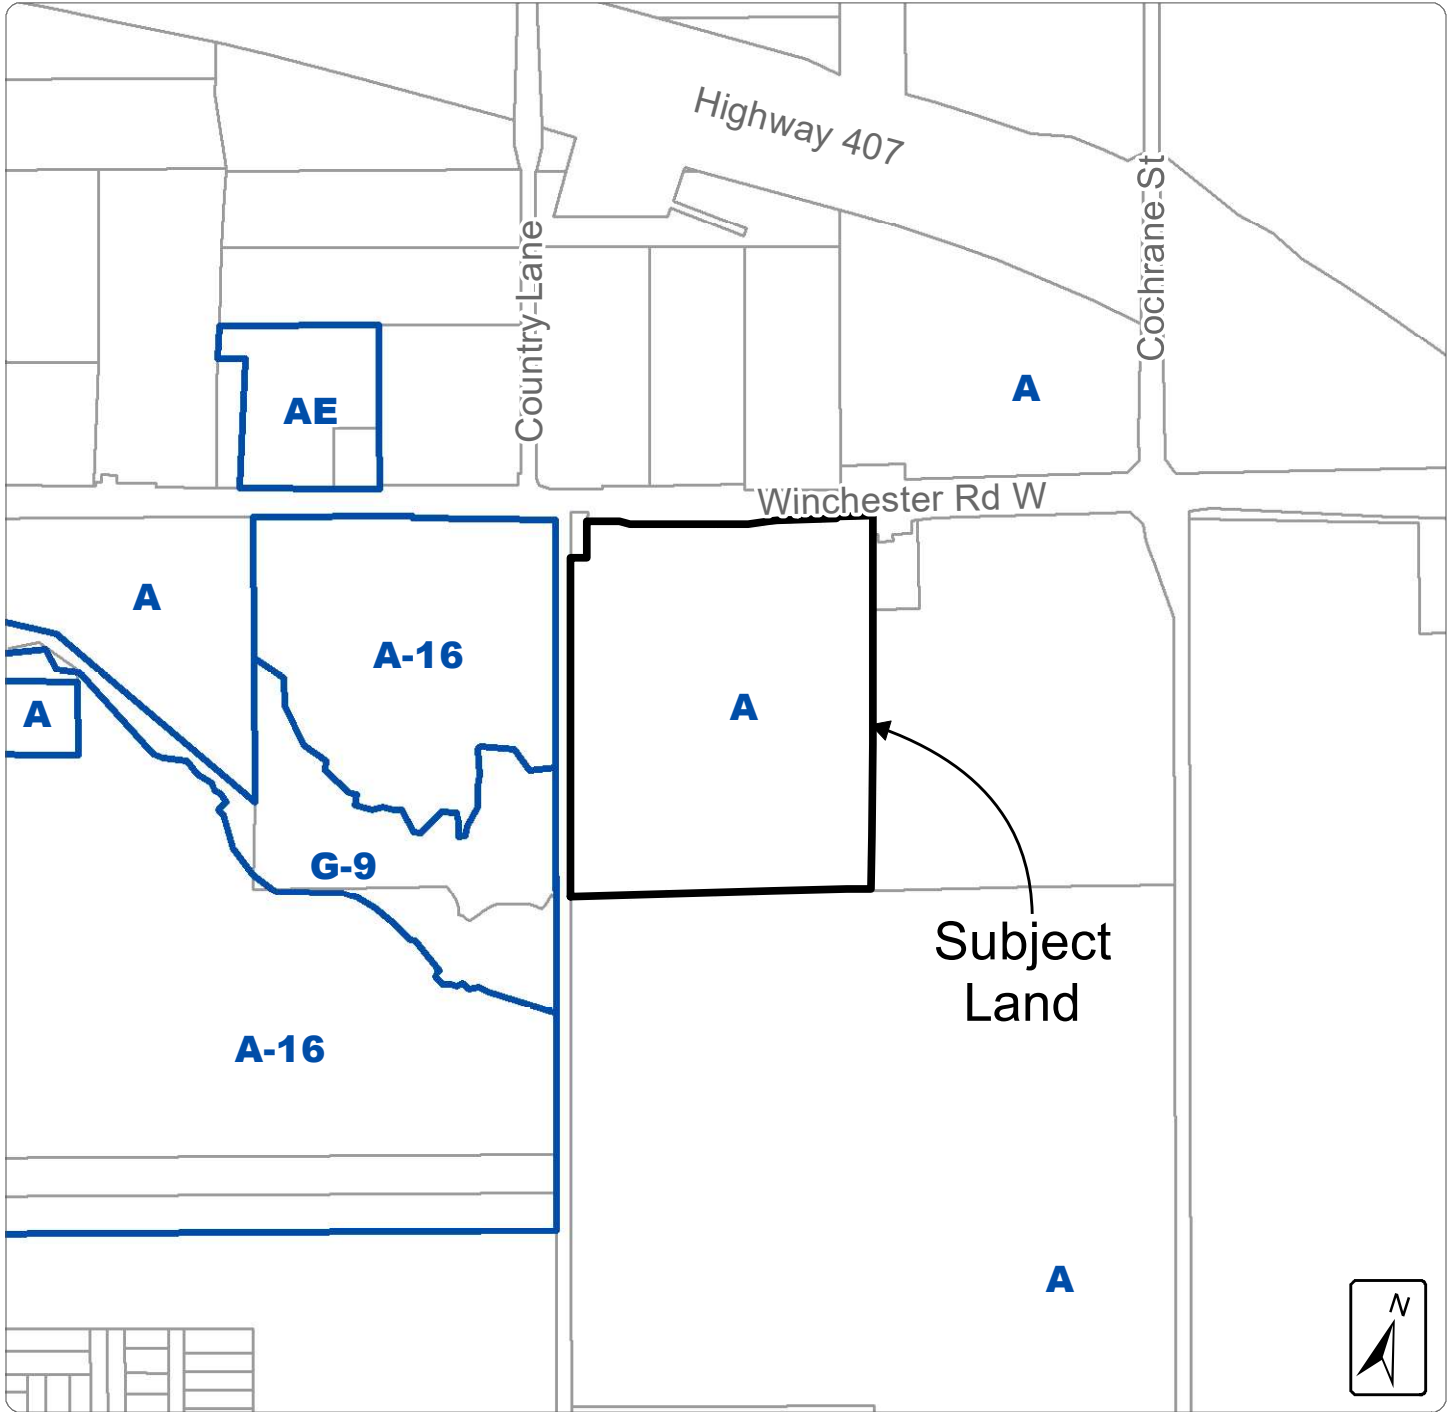 Highway 407
Cochrane St
Country Lane
A
AE
Winchester Rd W
A
A-16
A
A
G-9
Subject
Land
A-16
A
N